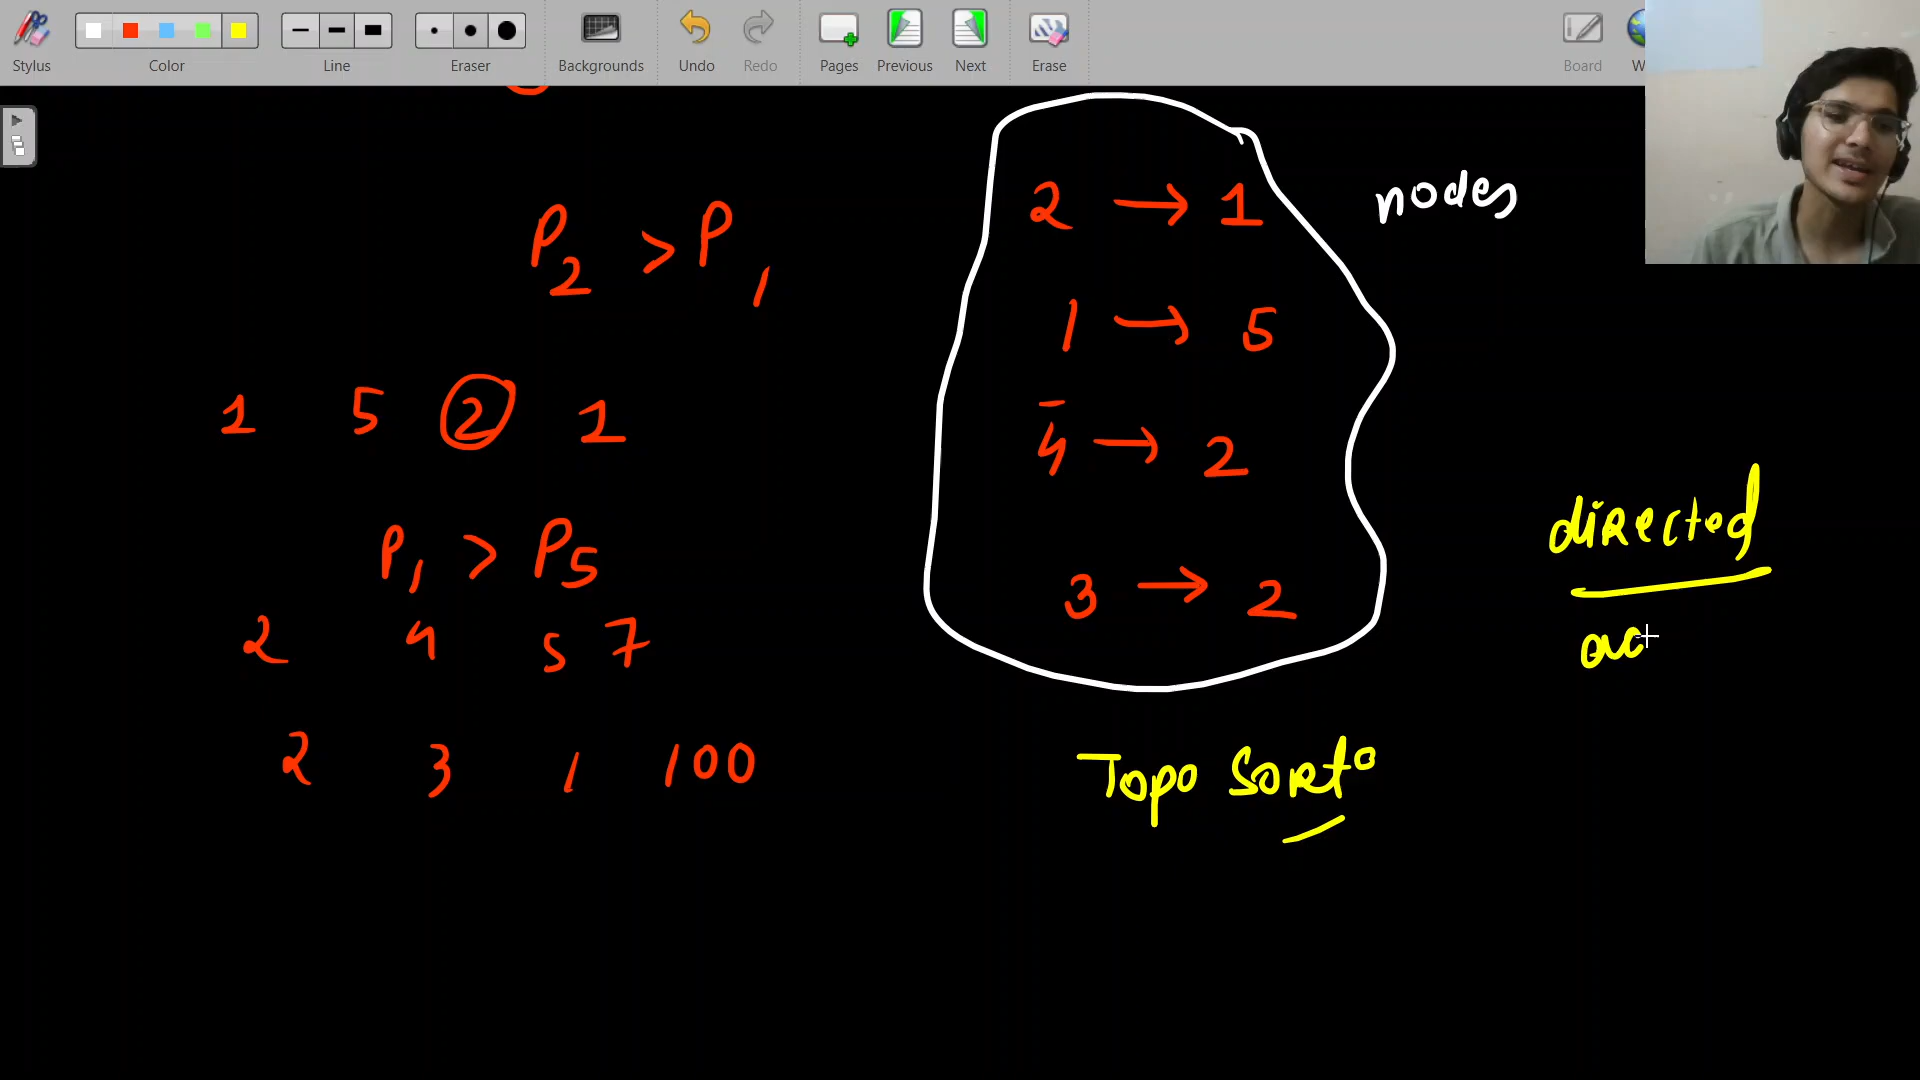 Stylus Color Line Eraser Backgrounds Undo Redo Pages Previous Next Erase Board W
P2 > P1
1 5 2 1
P1 > P5
2 4 5 7
2 3 1 100
2 → 1
1 → 5
4 → 2
3 → 2
nodes
Topo Sort
directed
ac